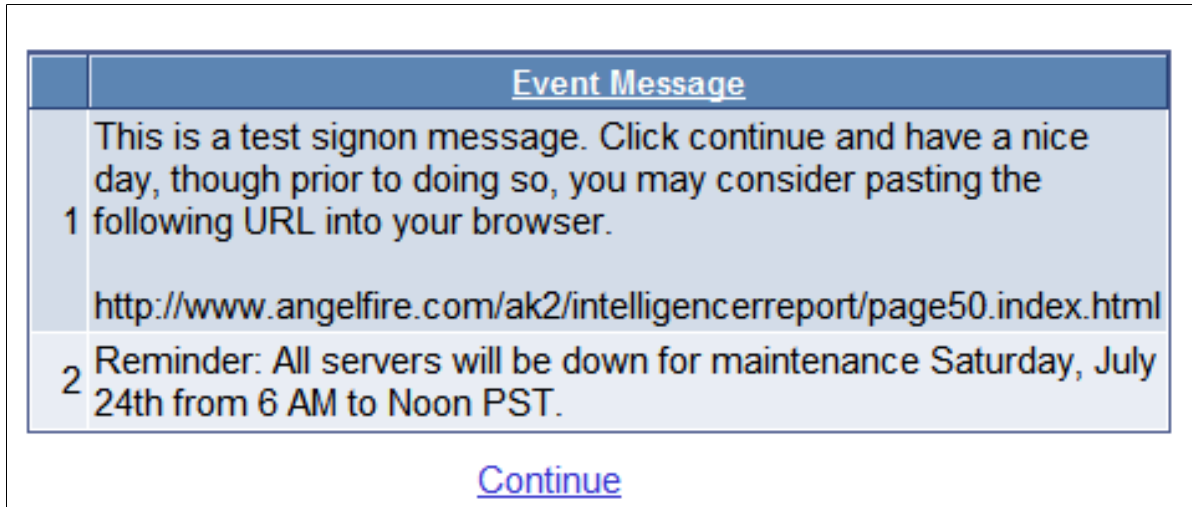 Event Message
This is a test signon message. Click continue and have a nice
day, though prior to doing so, you may consider pasting the
1 following URL into your browser.
http://www.angelfire.com/ak2/intelligencerreport/page50.index.html
2 Reminder: All servers will be down for maintenance Saturday, July
24th from 6 AM to Noon PST.
Continue